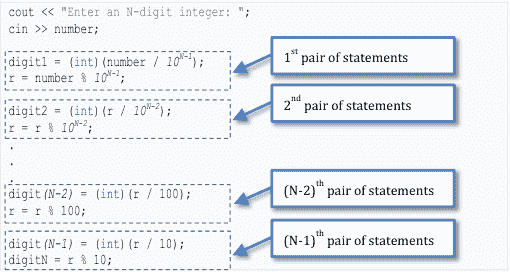 cout << "Enter an N-digit integer: ";
cin >> number;
digit1 = (int)(number / 10^N-1);
r = number % 10^N-1;
1st pair of statements
digit2 = (int)(r / 10^N-2);
r = r % 10^N-2;
2nd pair of statements
.
.
.
digit(N-2) = (int)(r / 100);
r = r % 100;
(N-2)th pair of statements
digit(N-1) = (int)(r / 10);
digitN = r % 10;
(N-1)th pair of statements